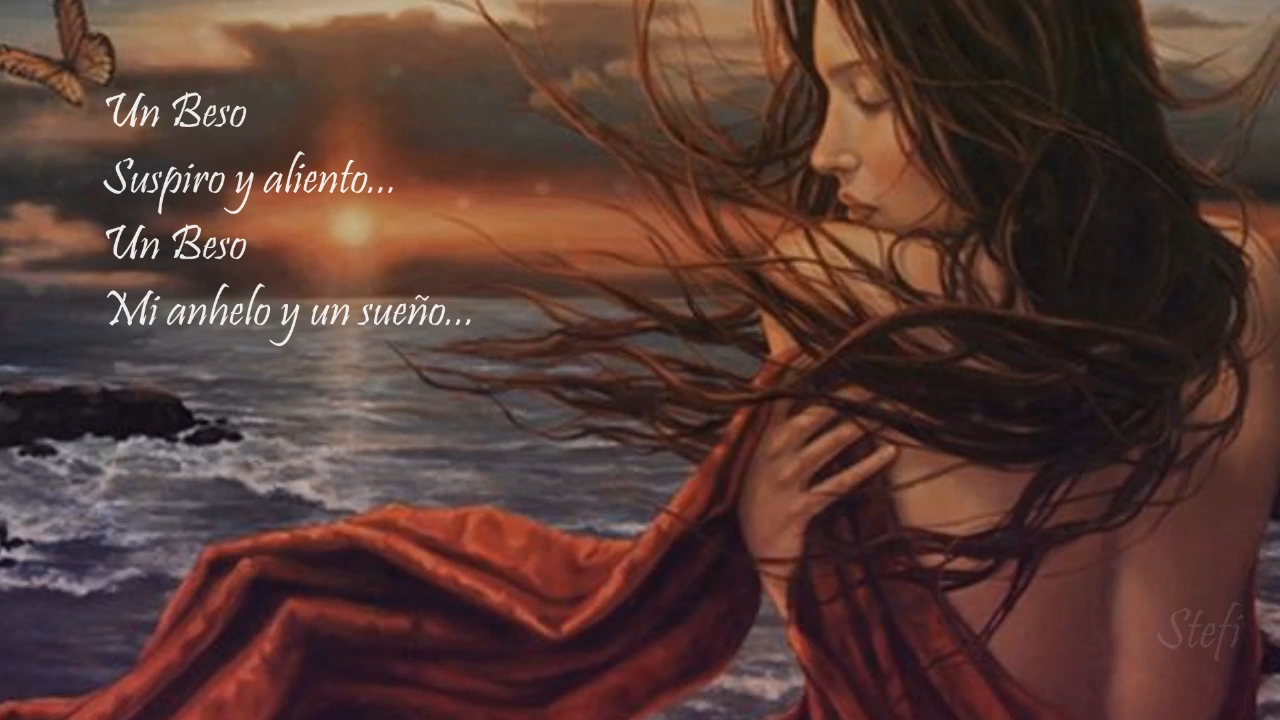 Un Beso
Suspiro y aliento...
Un Beso
Mi anhelo y un sueño...
Stefi